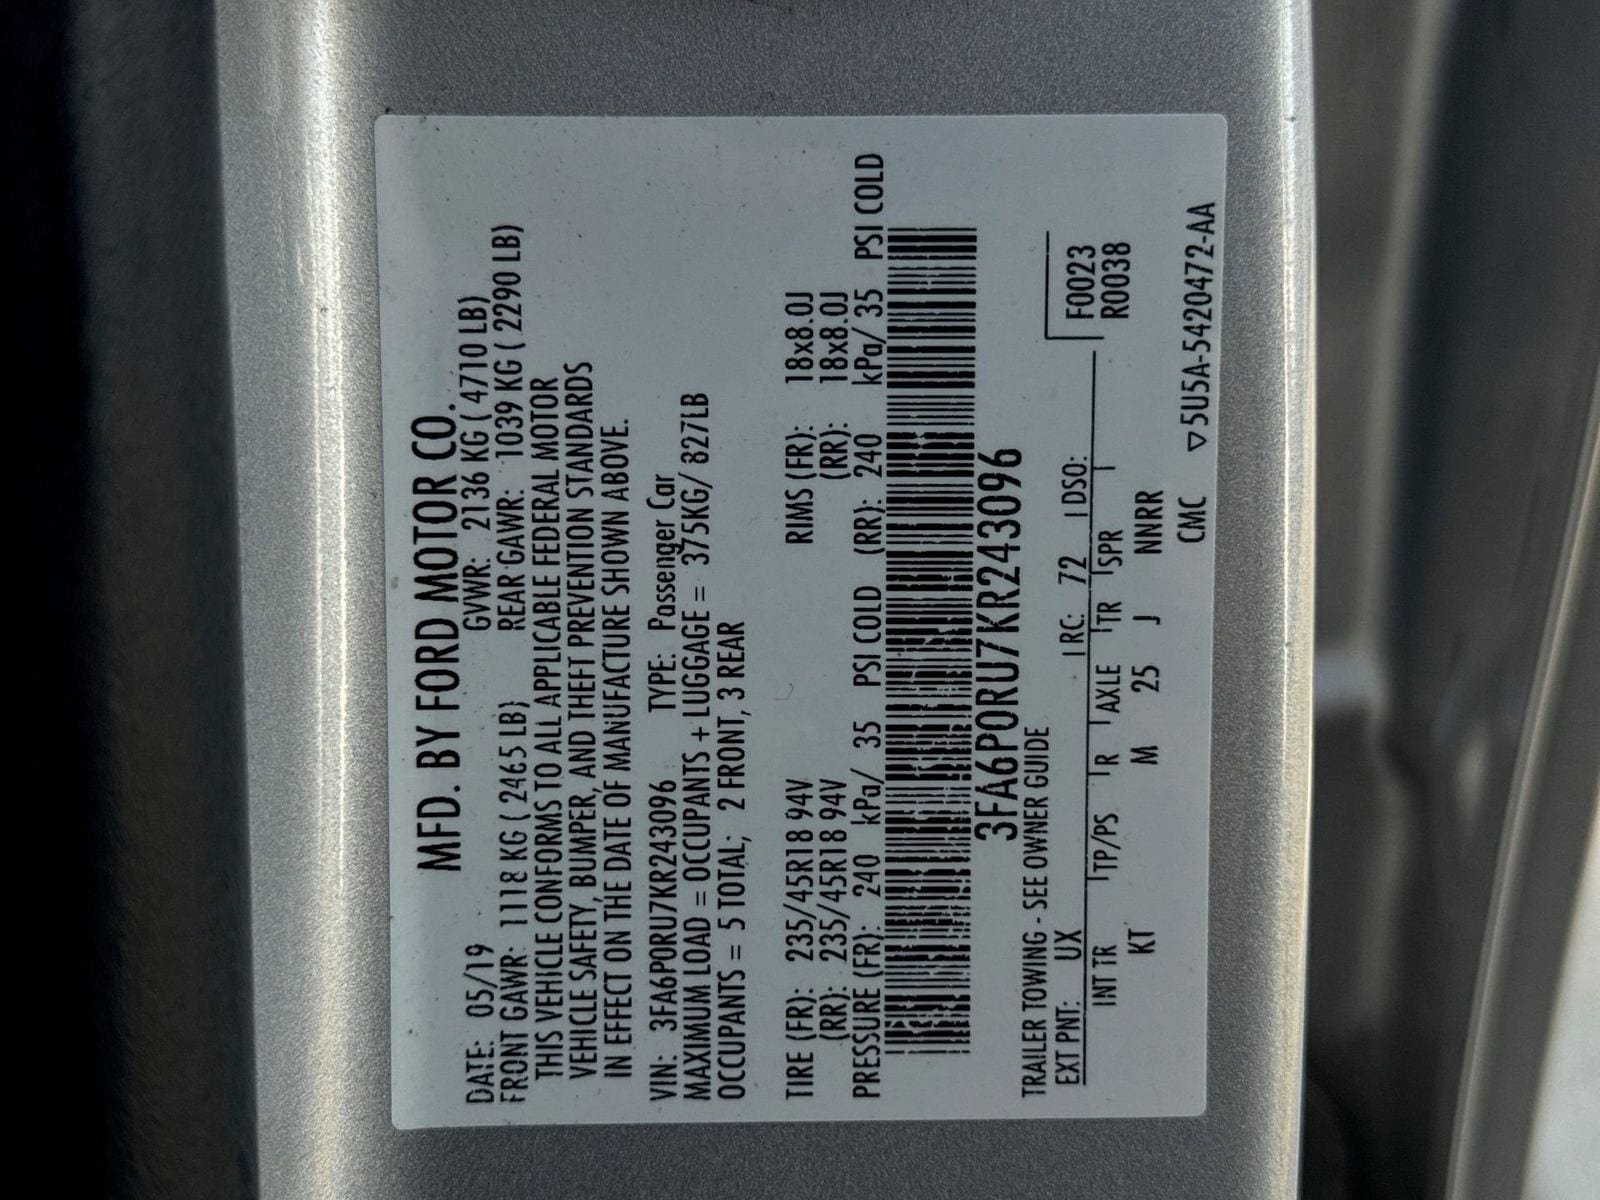 MFD. BY FORD MOTOR CO.
DATE: 05/19 GVWR: 2136 KG ( 4710 LB)
FRONT GAWR: 1118 KG ( 2465 LB) REAR GAWR: 1039 KG ( 2290 LB)
THIS VEHICLE CONFORMS TO ALL APPLICABLE FEDERAL MOTOR
VEHICLE SAFETY, BUMPER, AND THEFT PREVENTION STANDARDS
IN EFFECT ON THE DATE OF MANUFACTURE SHOWN ABOVE.
VIN: 3FA6P0RU7KR243096 TYPE: Passenger Car
MAXIMUM LOAD = OCCUPANTS + LUGGAGE = 375KG/ 827LB
OCCUPANTS = 5 TOTAL; 2 FRONT, 3 REAR
TIRE (FR): 235/45R18 94V RIMS (FR): 18x8.0J
(RR): 235/45R18 94V (RR): 18x8.0J
PRESSURE (FR): 240 kPa/ 35 PSI COLD (RR): 240 kPa/ 35 PSI COLD
3FA6P0RU7KR243096
TRAILER TOWING - SEE OWNER GUIDE
EXT PNT: UX RC: 72 DSO:
F0023
R0038
INT TR TP/PS R AXLE TR SPR
KT M 25 J NNRR
CMC ▽5U5A-5420472-AA